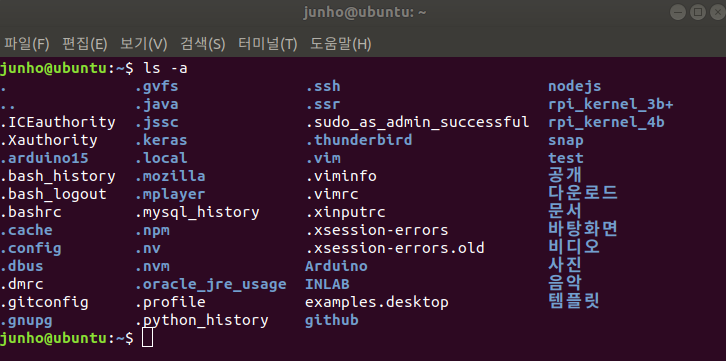 junho@ubuntu: ~
파일(F) 편집(E) 보기(V) 검색(S) 터미널(T) 도움말(H)
junho@ubuntu:~$ ls -a
. .gvfs .ssh nodejs
.. .java .ssr rpi_kernel_3b+
.ICEauthority .jssc .sudo_as_admin_successful rpi_kernel_4b
.Xauthority .keras .thunderbird snap
.arduino15 .local .vim test
.bash_history .mozilla .viminfo 공개
.bash_logout .mplayer .vimrc 다운로드
.bashrc .mysql_history .xinputrc 문서
.cache .npm .xsession-errors 바탕화면
.config .nv .xsession-errors.old 비디오
.dbus .nvm Arduino 사진
.dmrc .oracle_jre_usage INLAB 음악
.gitconfig .profile examples.desktop 템플릿
.gnupg .python_history github
junho@ubuntu:~$